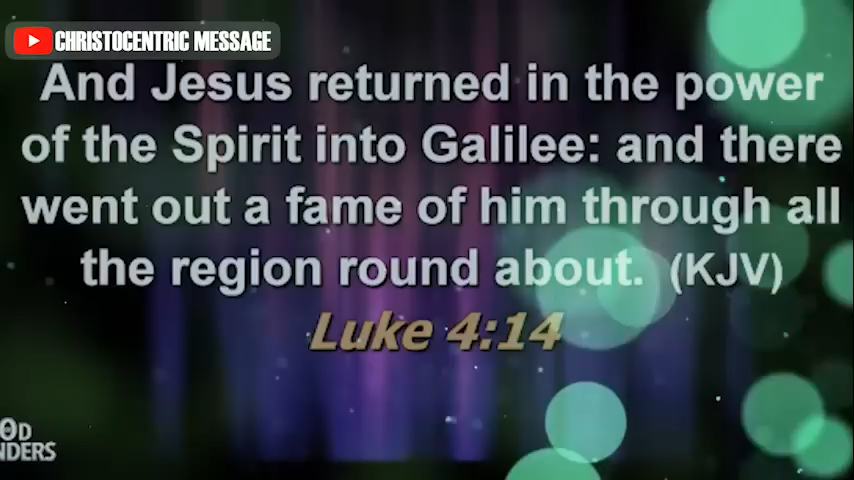 CHRISTOCENTRIC MESSAGE
And Jesus returned in the power
of the Spirit into Galilee: and there
went out a fame of him through all
the region round about. (KJV)
Luke 4:14